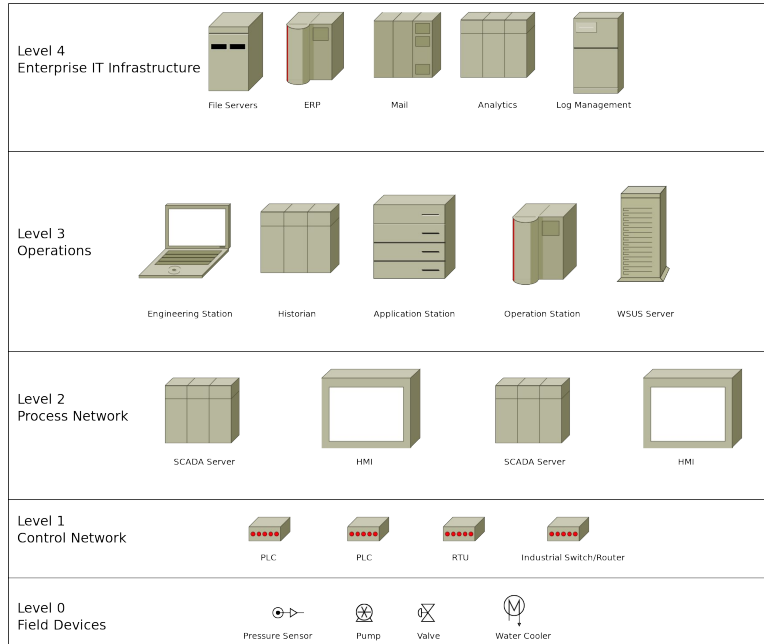 Level 4
Enterprise IT Infrastructure
File Servers
ERP
Mail
Analytics
Log Management
Level 3
Operations
Engineering Station
Historian
Application Station
Operation Station
WSUS Server
Level 2
Process Network
SCADA Server
HMI
SCADA Server
HMI
Level 1
Control Network
PLC
PLC
RTU
Industrial Switch/Router
Level 0
Field Devices
M
Pressure Sensor
Pump
Valve
Water Cooler